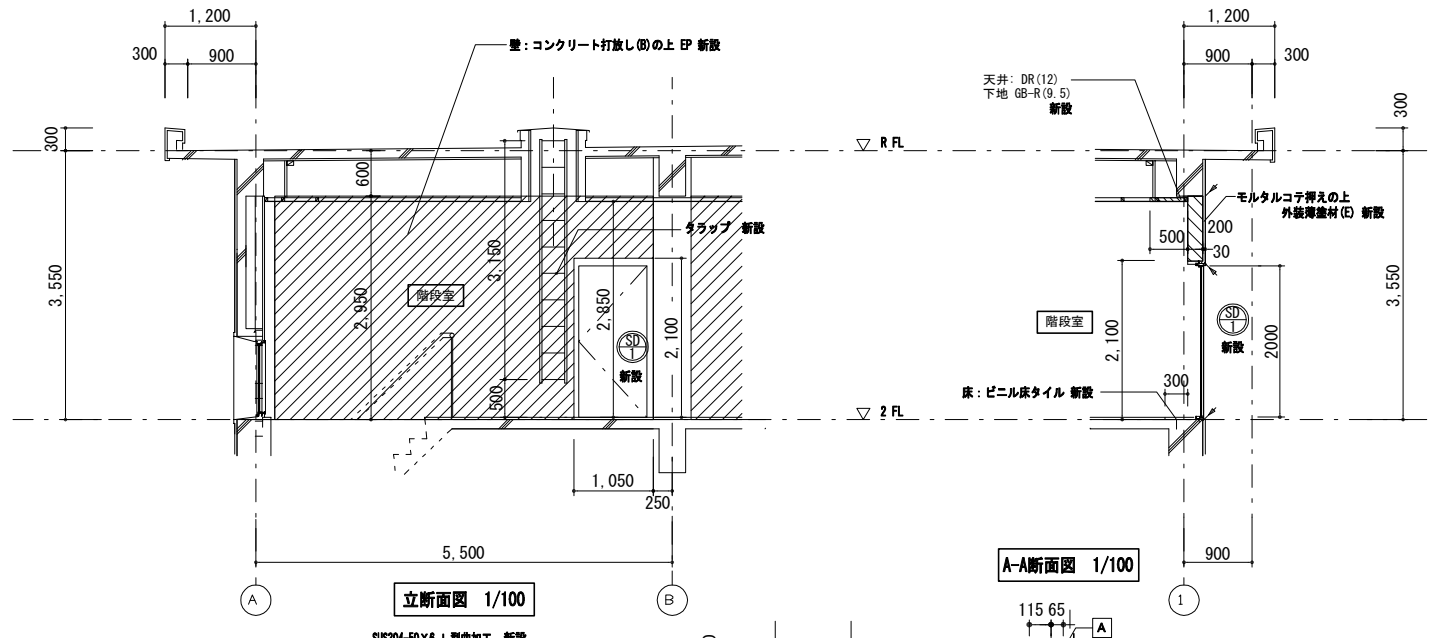 1,200
300
900
壁：コンクリート打放し(B)の上 EP 新設
1,200
900
300
天井: DR(12)
下地 GB-R(9.5)
新設
300
300
R FL
600
モルタルコテ押えの上
外装薄塗材(E) 新設
タラップ 新設
200
500
30
3,550
3,150
2,950
階段室
2,850
2,100
SD
1
新設
階段室
2,100
SD
1
新設
2000
3,550
500
300
床：ビニル床タイル 新設
2 FL
1,050
250
5,500
900
立断面図 1/100
A-A断面図 1/100
A
B
1
115 65
A